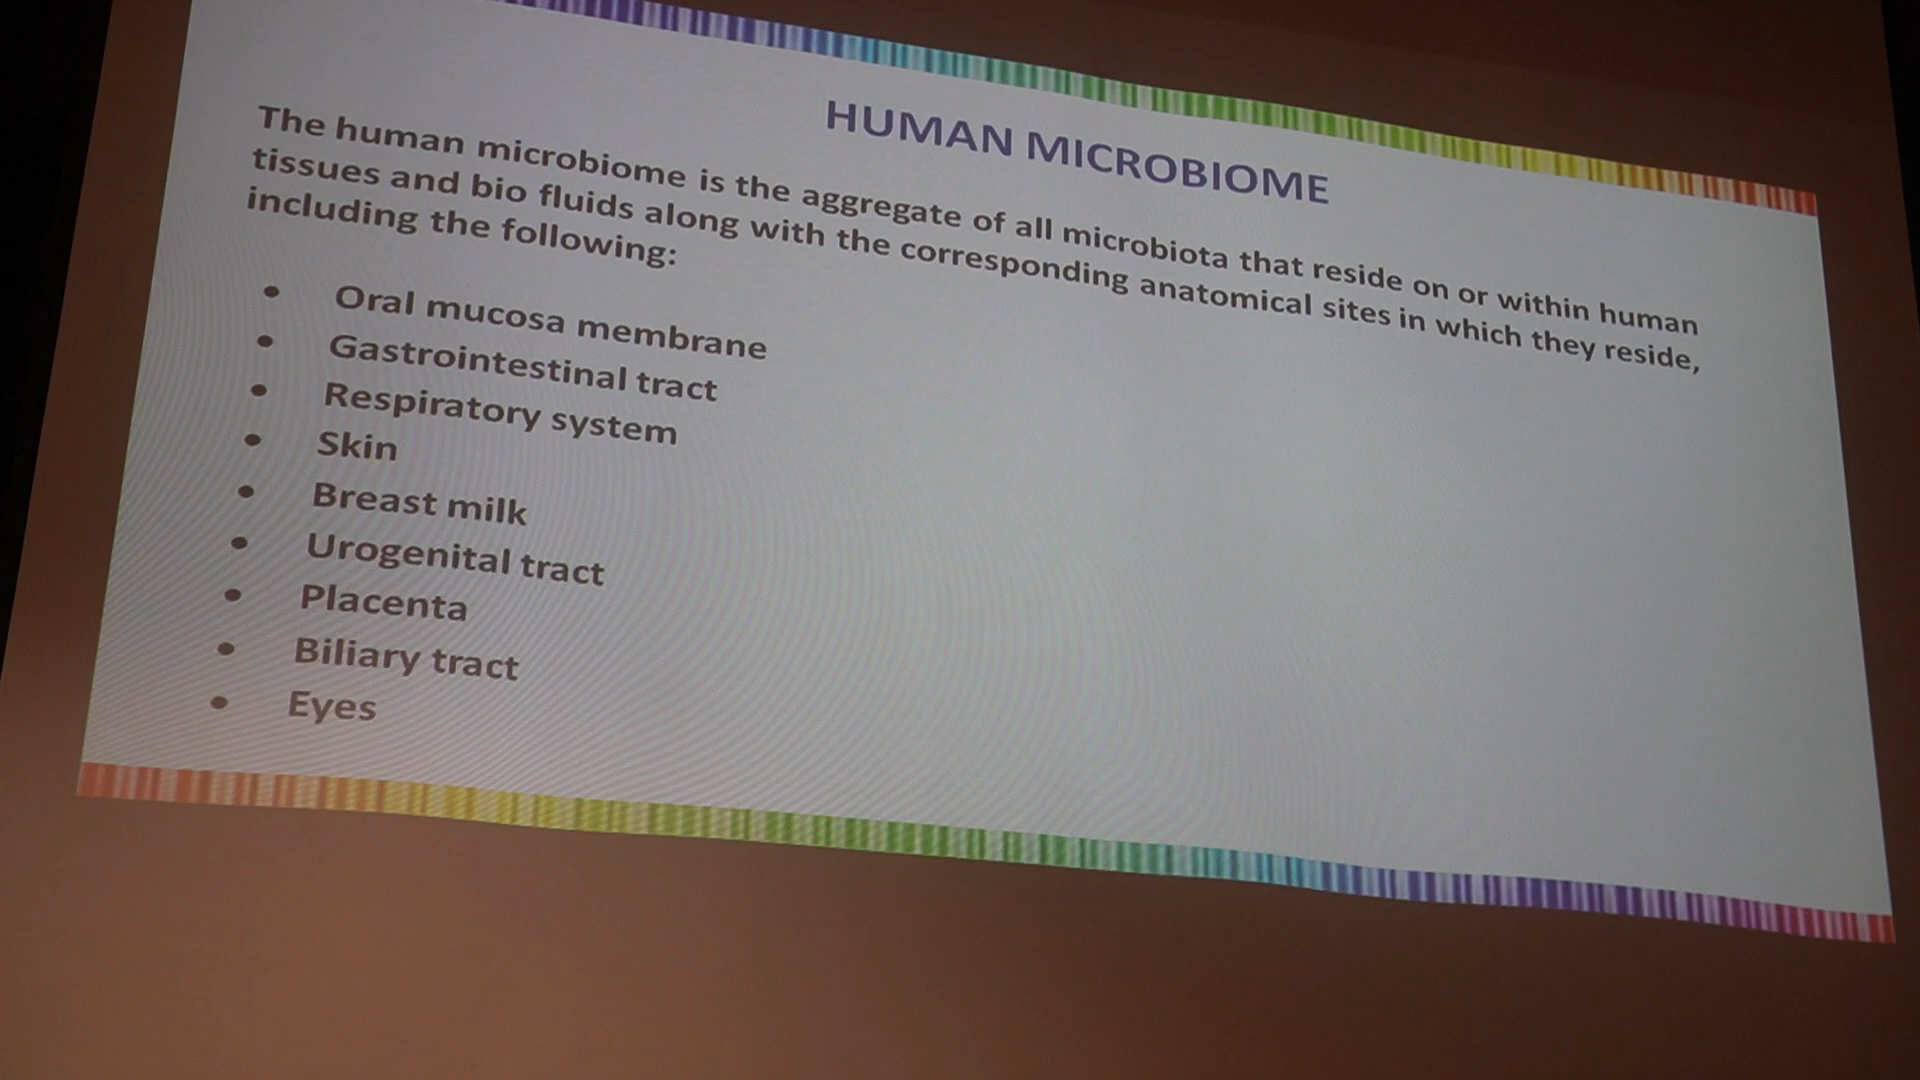 HUMAN MICROBIOME
The human microbiome is the aggregate of all microbiota that reside on or within human
tissues and bio fluids along with the corresponding anatomical sites in which they reside,
including the following:
• Oral mucosa membrane
• Gastrointestinal tract
• Respiratory system
• Skin
• Breast milk
• Urogenital tract
• Placenta
• Biliary tract
• Eyes